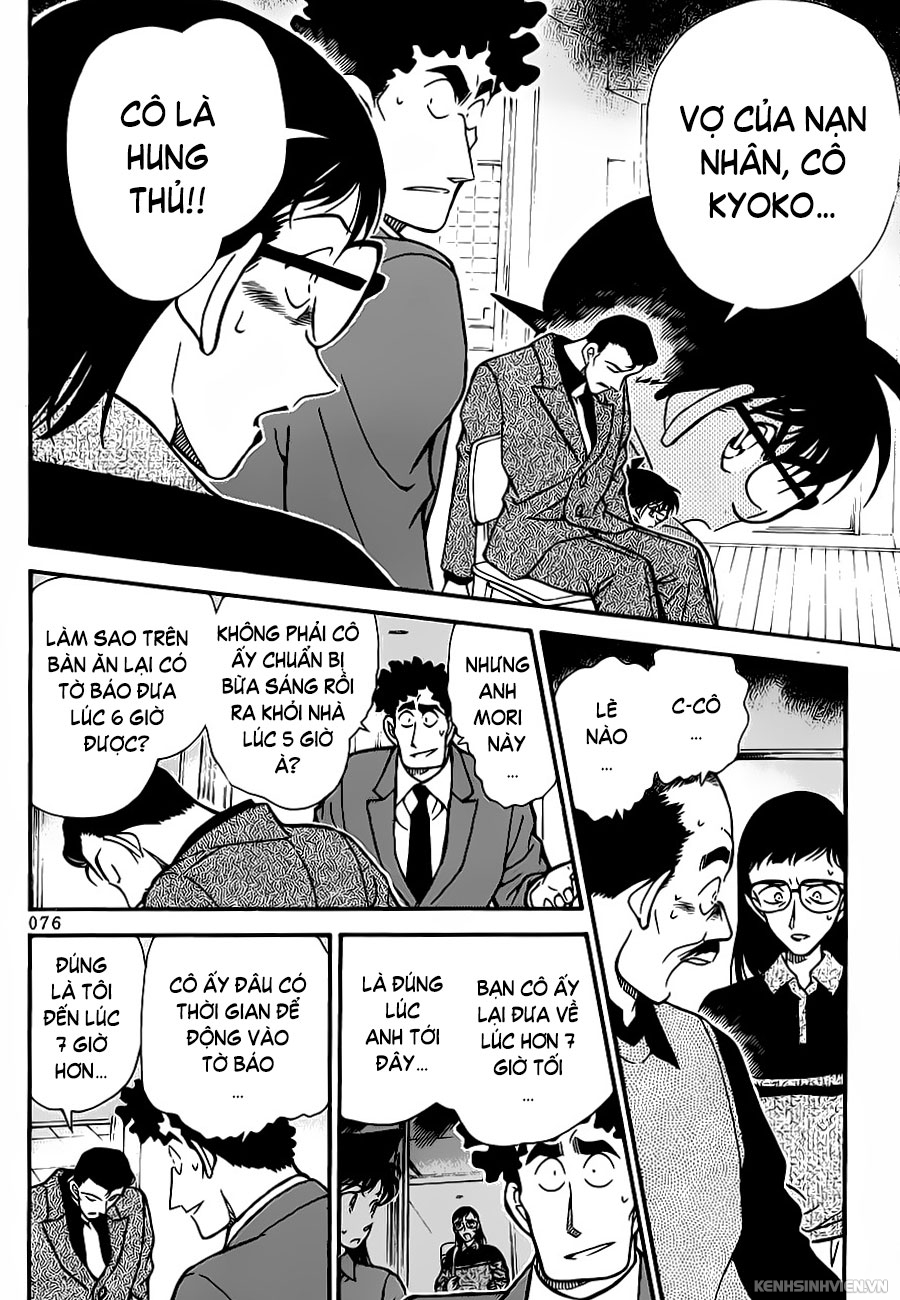 VỢ CỦA NẠN
NHÂN, CÔ
KYOKO...
CÔ LÀ
HUNG
THỦ!!
C-CÔ
...
LẼ
NÀO
...
NHƯNG
ANH
MORI
NÀY
...
KHÔNG PHẢI CÔ
ẤY CHUẨN BỊ
BỮA SÁNG RỒI
RA KHỎI NHÀ
LÚC 5 GIỜ
À?
LÀM SAO TRÊN
BÀN ĂN LẠI CÓ
TỜ BÁO ĐƯA
LÚC 6 GIỜ
ĐƯỢC?
076
BẠN CÔ ẤY
LẠI ĐƯA VỀ
LÚC HƠN 7
GIỜ TỐI
...
LÀ ĐÚNG
LÚC
ANH TỚI
ĐÂY...
CÔ ẤY ĐÂU CÓ
THỜI GIAN ĐỂ
ĐỘNG VÀO
TỜ BÁO
...
ĐÚNG
LÀ TÔI
ĐẾN LÚC
7 GIỜ
HƠN...
KENHSINHVIEN.VN